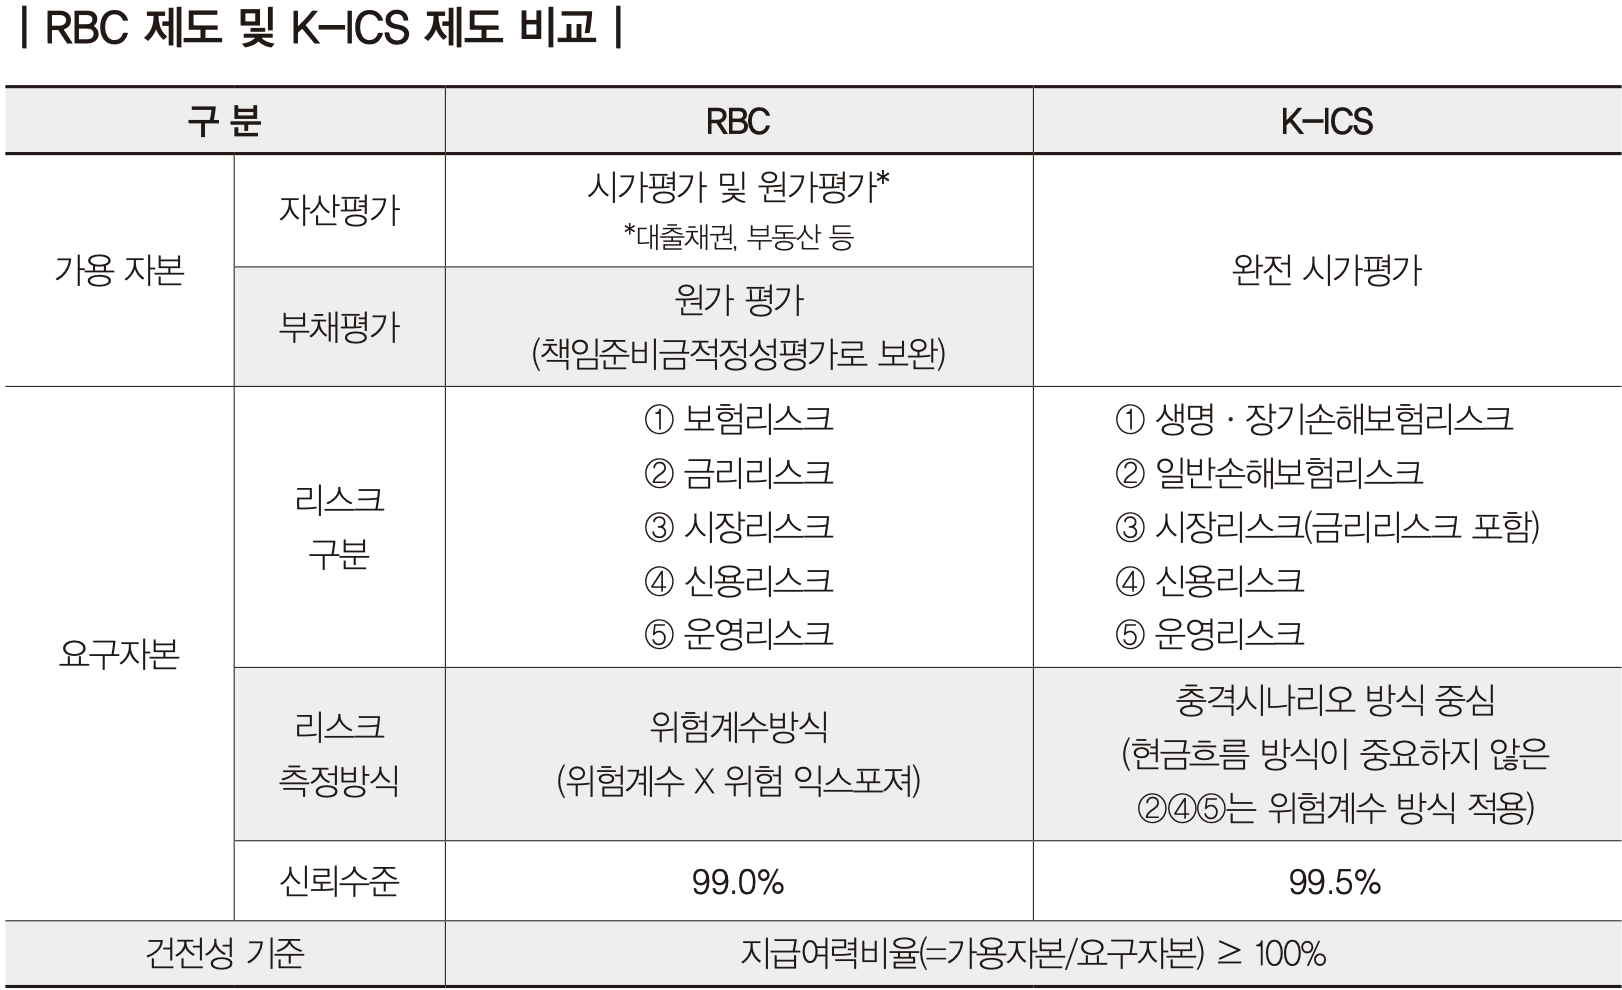 | RBC 제도 및 K-ICS 제도 비교 |
구 분 RBC K-ICS
가용 자본
자산평가
시가평가 및 원가평가*
*대출채권, 부동산 등
완전 시가평가
부채평가
원가 평가
(책임준비금적정성평가로 보완)
요구자본
리스크
구분
① 보험리스크
② 금리리스크
③ 시장리스크
④ 신용리스크
⑤ 운영리스크
① 생명 · 장기손해보험리스크
② 일반손해보험리스크
③ 시장리스크(금리리스크 포함)
④ 신용리스크
⑤ 운영리스크
리스크
측정방식
위험계수방식
(위험계수 X 위험 익스포져)
충격시나리오 방식 중심
(현금흐름 방식이 중요하지 않은
②④⑤는 위험계수 방식 적용)
신뢰수준 99.0% 99.5%
건전성 기준 지급여력비율(=가용자본/요구자본) ≥ 100%